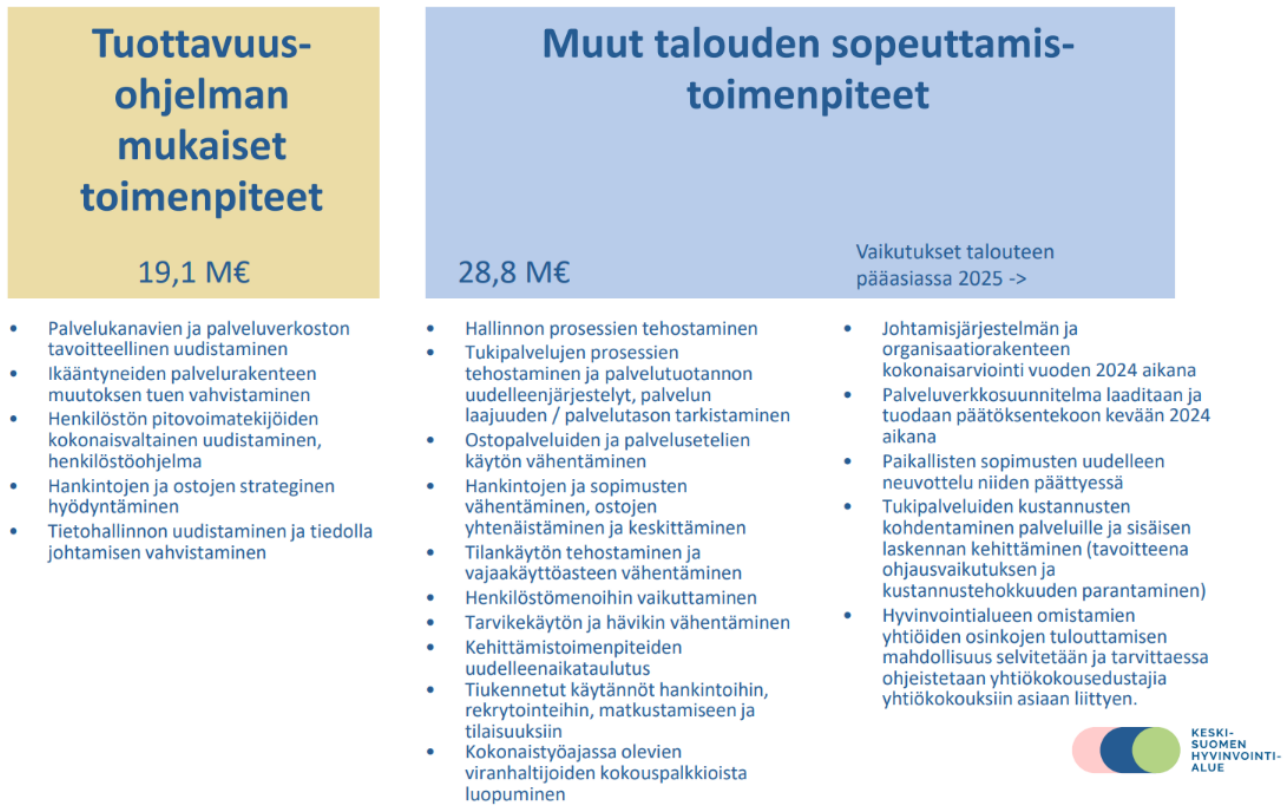 Tuottavuus-
ohjelman
mukaiset
toimenpiteet
19,1 M€
• Palvelukanavien ja palveluverkoston
tavoitteellinen uudistaminen
• Ikääntyneiden palvelurakenteen
muutoksen tuen vahvistaminen
• Henkilöstön pitovoimatekijöiden
kokonaisvaltainen uudistaminen,
henkilöstöohjelma
• Hankintojen ja ostojen strateginen
hyödyntäminen
• Tietohallinnon uudistaminen ja tiedolla
johtamisen vahvistaminen
Muut talouden sopeuttamis-
toimenpiteet
28,8 M€
• Hallinnon prosessien tehostaminen
• Tukipalvelujen prosessien
tehostaminen ja palvelutuotannon
uudelleenjärjestelyt, palvelun
laajuuden / palvelutason tarkistaminen
• Ostopalveluiden ja palvelusetelien
käytön vähentäminen
• Hankintojen ja sopimusten
vähentäminen, ostojen
yhtenäistäminen ja keskittäminen
• Tilankäytön tehostaminen ja
vajaakäyttöasteen vähentäminen
• Henkilöstömenoihin vaikuttaminen
• Tarvikekäytön ja hävikin vähentäminen
• Kehittämistoimenpiteiden
uudelleenaikataulutus
• Tiukennetut käytännöt hankintoihin,
rekrytointeihin, matkustamiseen ja
tilaisuuksiin
• Kokonaistyöajassa olevien
viranhaltijoiden kokouspalkkioista
luopuminen
Vaikutukset talouteen
pääasiassa 2025 ->
• Johtamisjärjestelmän ja
organisaatiorakenteen
kokonaisarviointi vuoden 2024 aikana
• Palveluverkkosuunnitelma laaditaan ja
tuodaan päätöksentekoon kevään 2024
aikana
• Paikallisten sopimusten uudelleen
neuvottelu niiden päättyessä
• Tukipalveluiden kustannusten
kohdentaminen palveluille ja sisäisen
laskennan kehittäminen (tavoitteena
ohjausvaikutuksen ja
kustannustehokkuuden parantaminen)
• Hyvinvointialueen omistamien
yhtiöiden osinkojen tulouttamisen
mahdollisuus selvitetään ja tarvittaessa
ohjeistetaan yhtiökokousedustajia
yhtiökokouksiin asiaan liittyen.
KESKI-
SUOMEN
HYVINVOINTI-
ALUE